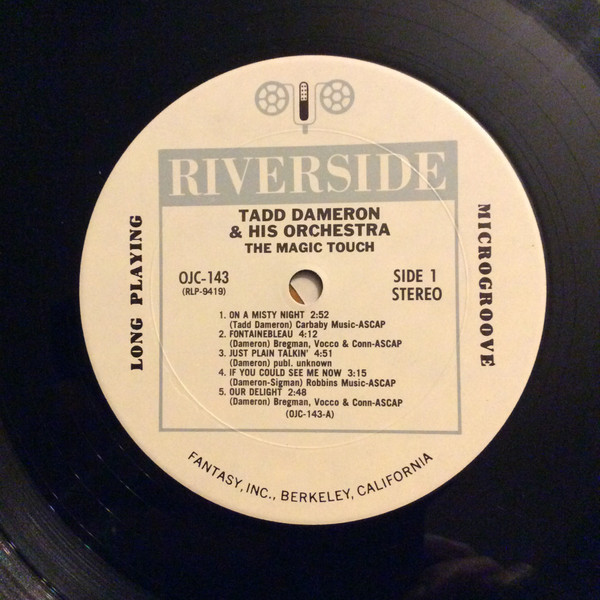 RIVERSIDE
TADD DAMERON
& HIS ORCHESTRA
THE MAGIC TOUCH
OJC-143
(RLP-9419)
SIDE 1
STEREO
LONG PLAYING
MICROGROOVE
1. ON A MISTY NIGHT 2:52
(Tadd Dameron) Carbaby Music-ASCAP
2. FONTAINEBLEAU 4:12
(Dameron) Bregman, Vocco & Conn-ASCAP
3. JUST PLAIN TALKIN' 4:51
(Dameron) publ. unknown
4. IF YOU COULD SEE ME NOW 3:15
(Dameron-Sigman) Robbins Music-ASCAP
5. OUR DELIGHT 2:48
(Dameron) Bregman, Vocco & Conn-ASCAP
(OJC-143-A)
FANTASY, INC., BERKELEY, CALIFORNIA